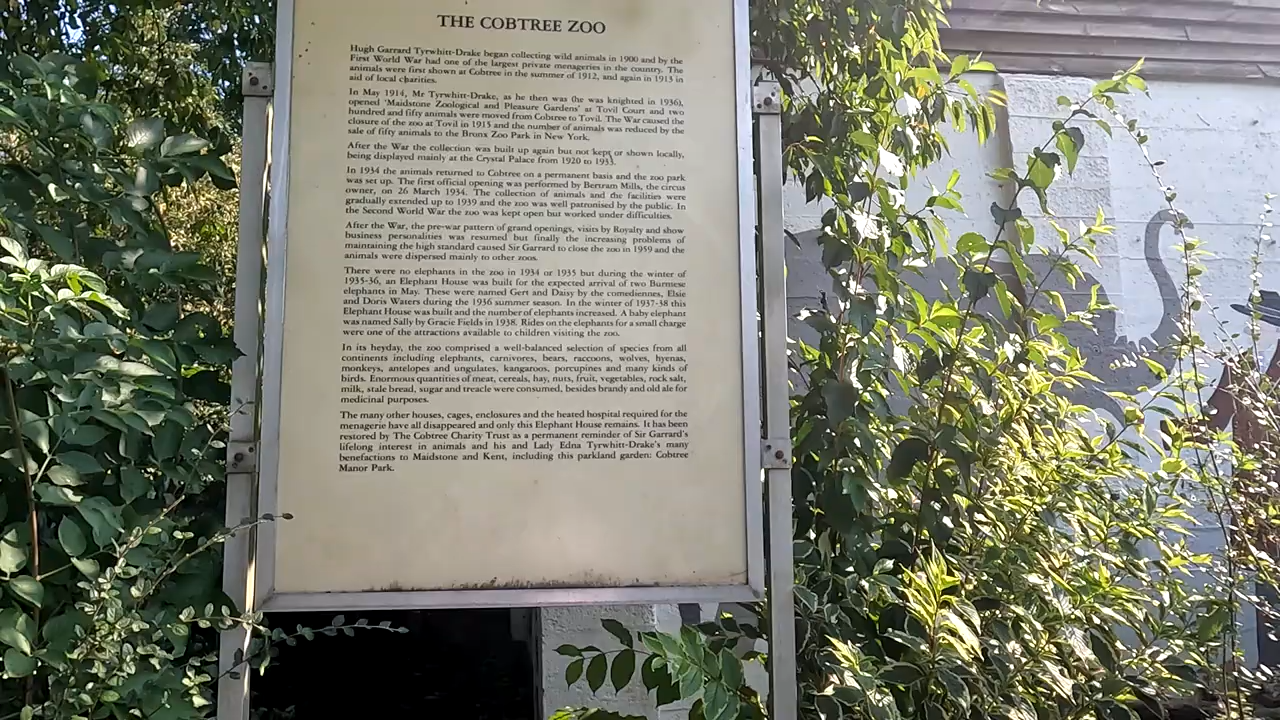 THE COBTREE ZOO
Hugh Garrard Tyrwhitt-Drake began collecting wild animals in 1900 and by the
First World War had one of the largest private menageries in the country. The
animals were first shown at Cobtree in the summer of 1912, and again in 1913 in
aid of local charities.
In May 1914, Mr Tyrwhitt-Drake, as he then was (he was knighted in 1936),
opened 'Maidstone Zoological and Pleasure Gardens' at Tovil Court and two
hundred and fifty animals were moved from Cobtree to Tovil. The War caused the
closure of the zoo at Tovil in 1915 and the number of animals was reduced by the
sale of fifty animals to the Bronx Zoo Park in New York.
After the War the collection was built up again but not kept or shown locally,
being displayed mainly at the Crystal Palace from 1920 to 1933.
In 1934 the animals returned to Cobtree on a permanent basis and the zoo park
was set up. The first official opening was performed by Bertram Mills, the circus
owner, on 26 March 1934. The collection of animals and the facilities were
gradually extended up to 1939 and the zoo was well patronised by the public. In
the Second World War the zoo was kept open but worked under difficulties.
After the War, the pre-war pattern of grand openings, visits by Royalty and show
business personalities was resumed but finally the increasing problems of
maintaining the high standard caused Sir Garrard to close the zoo in 1959 and the
animals were dispersed mainly to other zoos.
There were no elephants in the zoo in 1934 or 1935 but during the winter of
1935-36, an Elephant House was built for the expected arrival of two Burmese
elephants in May. These were named Gert and Daisy by the comediennes, Elsie
and Doris Waters during the 1936 summer season. In the winter of 1937-38 this
Elephant House was built and the number of elephants increased. A baby elephant
was named Sally by Gracie Fields in 1938. Rides on the elephants for a small charge
were one of the attractions available to children visiting the zoo.
In its heyday, the zoo comprised a well-balanced selection of species from all
continents including elephants, carnivores, bears, raccoons, wolves, hyenas,
monkeys, antelopes and ungulates, kangaroos, porcupines and many kinds of
birds. Enormous quantities of meat, cereals, hay, nuts, fruit, vegetables, rock salt,
milk, stale bread, sugar and treacle were consumed, besides brandy and old ale for
medicinal purposes.
The many other houses, cages, enclosures and the heated hospital required for the
menagerie have all disappeared and only this Elephant House remains. It has been
restored by The Cobtree Charity Trust as a permanent reminder of Sir Garrard's
lifelong interest in animals and his and Lady Edna Tyrwhitt-Drake's many
benefactions to Maidstone and Kent, including this parkland garden: Cobtree
Manor Park.